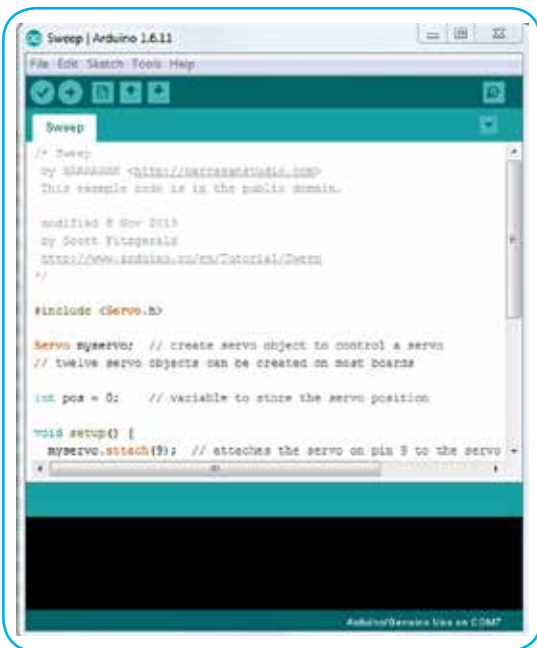 Sweep | Arduino 1.6.11
File Edit Sketch Tools Help
Sweep
/* Sweep
by BARRAGAN <http://barraganstudio.com>
This example code is in the public domain.
modified 8 Nov 2013
by Scott Fitzgerald
http://www.arduino.cc/en/Tutorial/Sweep
*/
#include <Servo.h>
Servo myservo; // create servo object to control a servo
// twelve servo objects can be created on most boards
int pos = 0; // variable to store the servo position
void setup() {
myservo.attach(9); // attaches the servo on pin 9 to the servo
Arduino/Genuino Uno on COM7